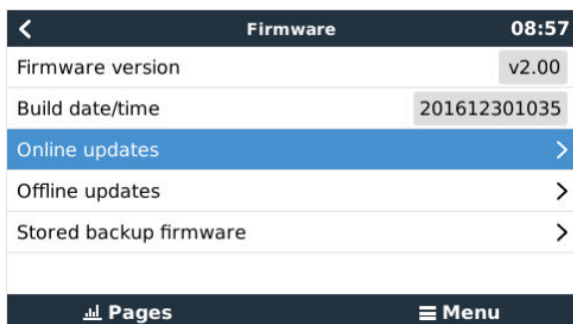 Firmware 08:57
Firmware version v2.00
Build date/time 201612301035
Online updates
Offline updates
Stored backup firmware
Pages Menu